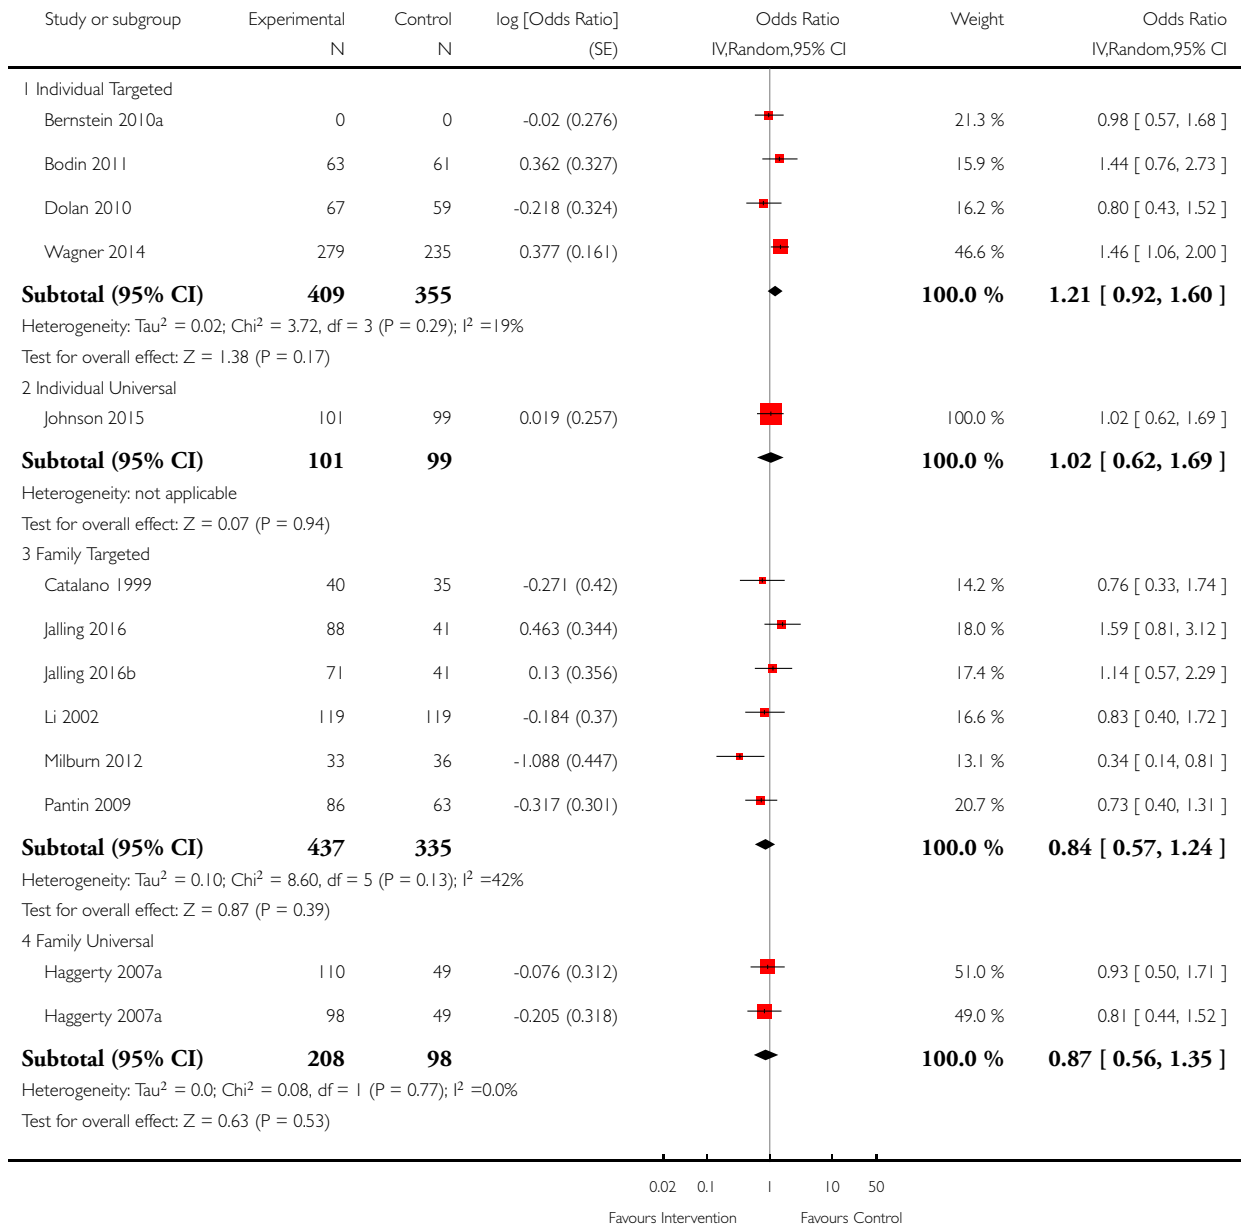 Study or subgroup Experimental Control log [Odds Ratio] Odds Ratio Weight Odds Ratio
N N (SE) IV,Random,95% CI IV,Random,95% CI
1 Individual Targeted
Bernstein 2010a 0 0 -0.02 (0.276) 21.3 % 0.98 [ 0.57, 1.68 ]
Bodin 2011 63 61 0.362 (0.327) 15.9 % 1.44 [ 0.76, 2.73 ]
Dolan 2010 67 59 -0.218 (0.324) 16.2 % 0.80 [ 0.43, 1.52 ]
Wagner 2014 279 235 0.377 (0.161) 46.6 % 1.46 [ 1.06, 2.00 ]
Subtotal (95% CI) 409 355 100.0 % 1.21 [ 0.92, 1.60 ]
Heterogeneity: Tau² = 0.02; Chi² = 3.72, df = 3 (P = 0.29); I² =19%
Test for overall effect: Z = 1.38 (P = 0.17)
2 Individual Universal
Johnson 2015 101 99 0.019 (0.257) 100.0 % 1.02 [ 0.62, 1.69 ]
Subtotal (95% CI) 101 99 100.0 % 1.02 [ 0.62, 1.69 ]
Heterogeneity: not applicable
Test for overall effect: Z = 0.07 (P = 0.94)
3 Family Targeted
Catalano 1999 40 35 -0.271 (0.42) 14.2 % 0.76 [ 0.33, 1.74 ]
Jalling 2016 88 41 0.463 (0.344) 18.0 % 1.59 [ 0.81, 3.12 ]
Jalling 2016b 71 41 0.13 (0.356) 17.4 % 1.14 [ 0.57, 2.29 ]
Li 2002 119 119 -0.184 (0.37) 16.6 % 0.83 [ 0.40, 1.72 ]
Milburn 2012 33 36 -1.088 (0.447) 13.1 % 0.34 [ 0.14, 0.81 ]
Pantin 2009 86 63 -0.317 (0.301) 20.7 % 0.73 [ 0.40, 1.31 ]
Subtotal (95% CI) 437 335 100.0 % 0.84 [ 0.57, 1.24 ]
Heterogeneity: Tau² = 0.10; Chi² = 8.60, df = 5 (P = 0.13); I² =42%
Test for overall effect: Z = 0.87 (P = 0.39)
4 Family Universal
Haggerty 2007a 110 49 -0.076 (0.312) 51.0 % 0.93 [ 0.50, 1.71 ]
Haggerty 2007a 98 49 -0.205 (0.318) 49.0 % 0.81 [ 0.44, 1.52 ]
Subtotal (95% CI) 208 98 100.0 % 0.87 [ 0.56, 1.35 ]
Heterogeneity: Tau² = 0.0; Chi² = 0.08, df = 1 (P = 0.77); I² =0.0%
Test for overall effect: Z = 0.63 (P = 0.53)
0.02 0.1 1 10 50
Favours Intervention Favours Control